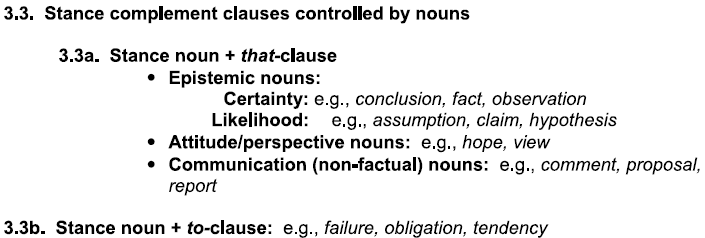 3.3. Stance complement clauses controlled by nouns
3.3a. Stance noun + that-clause
• Epistemic nouns:
Certainty: e.g., conclusion, fact, observation
Likelihood: e.g., assumption, claim, hypothesis
• Attitude/perspective nouns: e.g., hope, view
• Communication (non-factual) nouns: e.g., comment, proposal,
report
3.3b. Stance noun + to-clause: e.g., failure, obligation, tendency